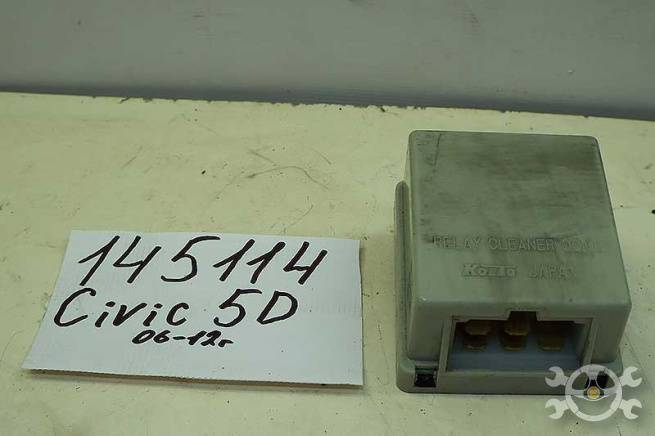 145114
Civic 5D
06-12г
RELAY CLEANER
Koito JAPAN